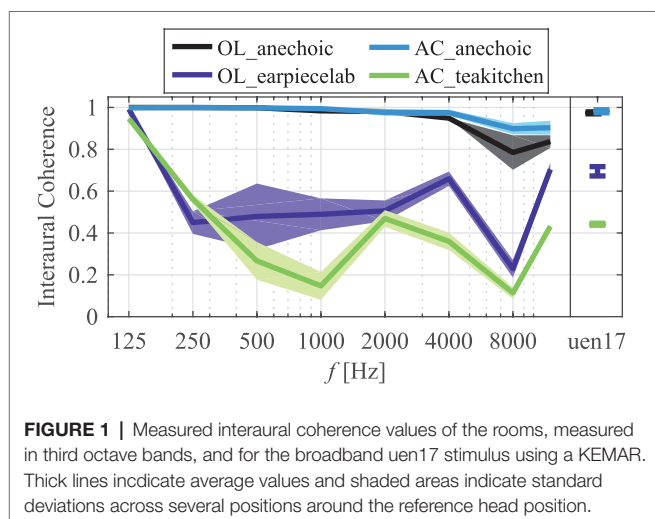 OL_anechoic AC_anechoic
OL_earpiecelab AC_teakitchen
Interaural Coherence
1
0.8
0.6
0.4
0.2
0
125 250 500 1000 2000 4000 8000 uen17
f [Hz]
FIGURE 1 | Measured interaural coherence values of the rooms, measured
in third octave bands, and for the broadband uen17 stimulus using a KEMAR.
Thick lines incdicate average values and shaded areas indicate standard
deviations across several positions around the reference head position.